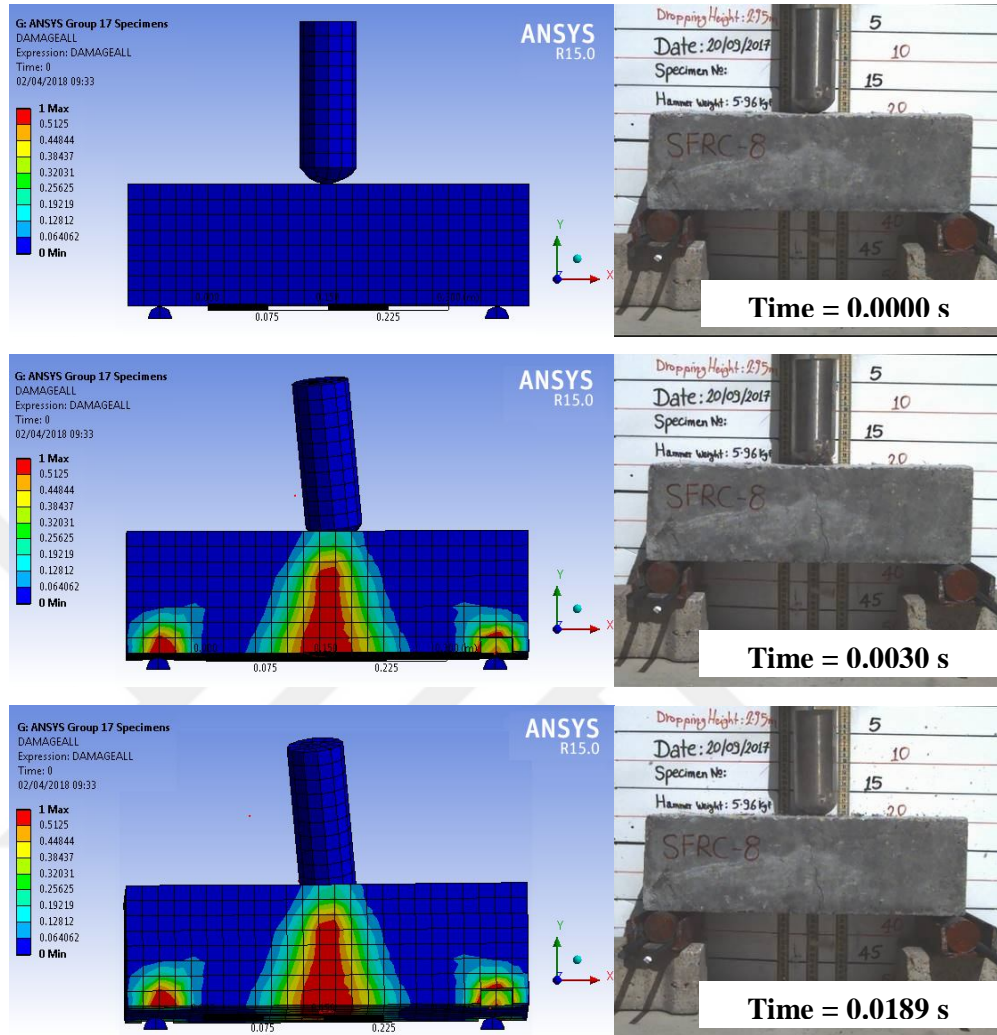 G: ANSYS Group 17 Specimens
DAMAGEALL
Expression: DAMAGEALL
Time: 0
02/04/2018 09:33
1 Max
0.5125
0.44844
0.38437
0.32031
0.25625
0.19219
0.12812
0.064062
0 Min
ANSYS
R15.0
Y
X
0.075
0.225
Dropping Height: 2.95m
Date: 20/09/2017
Specimen No:
Hammer Weight: 5.96 kgf
5
10
15
20
SFRC-8
45
Time = 0.0000 s
G: ANSYS Group 17 Specimens
DAMAGEALL
Expression: DAMAGEALL
Time: 0
02/04/2018 09:33
1 Max
0.5125
0.44844
0.38437
0.32031
0.25625
0.19219
0.12812
0.064062
0 Min
ANSYS
R15.0
Y
X
0.150
0.075
0.225
Dropping Height: 2.95m
Date: 20/09/2017
Specimen No:
Hammer Weight: 5.96 kgf
5
10
15
20
SFRC-8
40
45
Time = 0.0030 s
G: ANSYS Group 17 Specimens
DAMAGEALL
Expression: DAMAGEALL
Time: 0
02/04/2018 09:33
1 Max
0.5125
0.44844
0.38437
0.32031
0.25625
0.19219
0.12812
0.064062
0 Min
ANSYS
R15.0
Y
X
0.075
0.225
Dropping Height: 2.95m
Date: 20/09/2017
Specimen No:
Hammer Weight: 5.96 kgf
5
10
15
20
SFRC-8
40
45
Time = 0.0189 s